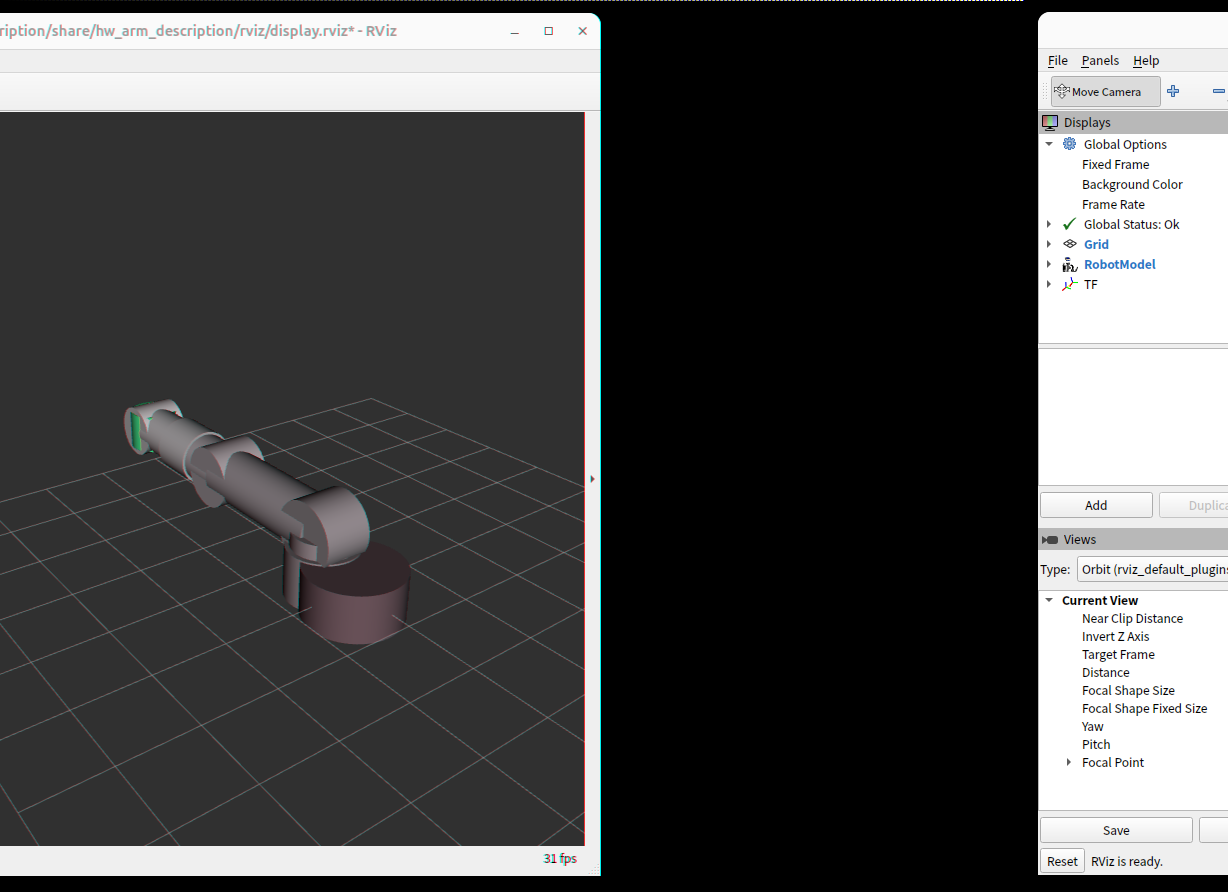 ription/share/hw_arm_description/rviz/display.rviz* - RViz
31 fps
File Panels Help
Move Camera
Displays
Global Options
Fixed Frame
Background Color
Frame Rate
Global Status: Ok
Grid
RobotModel
TF
Add Duplica
Views
Type: Orbit (rviz_default_plugins
Current View
Near Clip Distance
Invert Z Axis
Target Frame
Distance
Focal Shape Size
Focal Shape Fixed Size
Yaw
Pitch
Focal Point
Save
Reset RViz is ready.